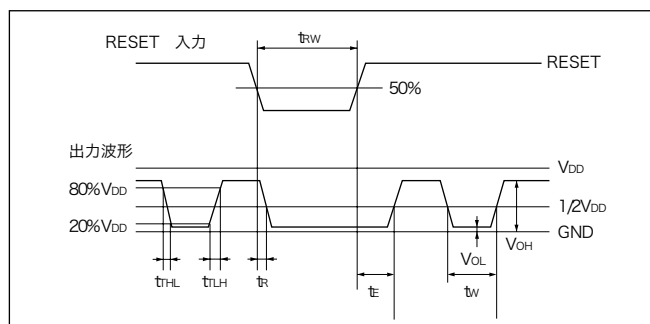 RESET 入力
tRW
RESET
50%
出力波形
VDD
80%VDD
1/2VDD
20%VDD
GND
VOL
VOH
tTHL
tTLH
tR
tE
tW